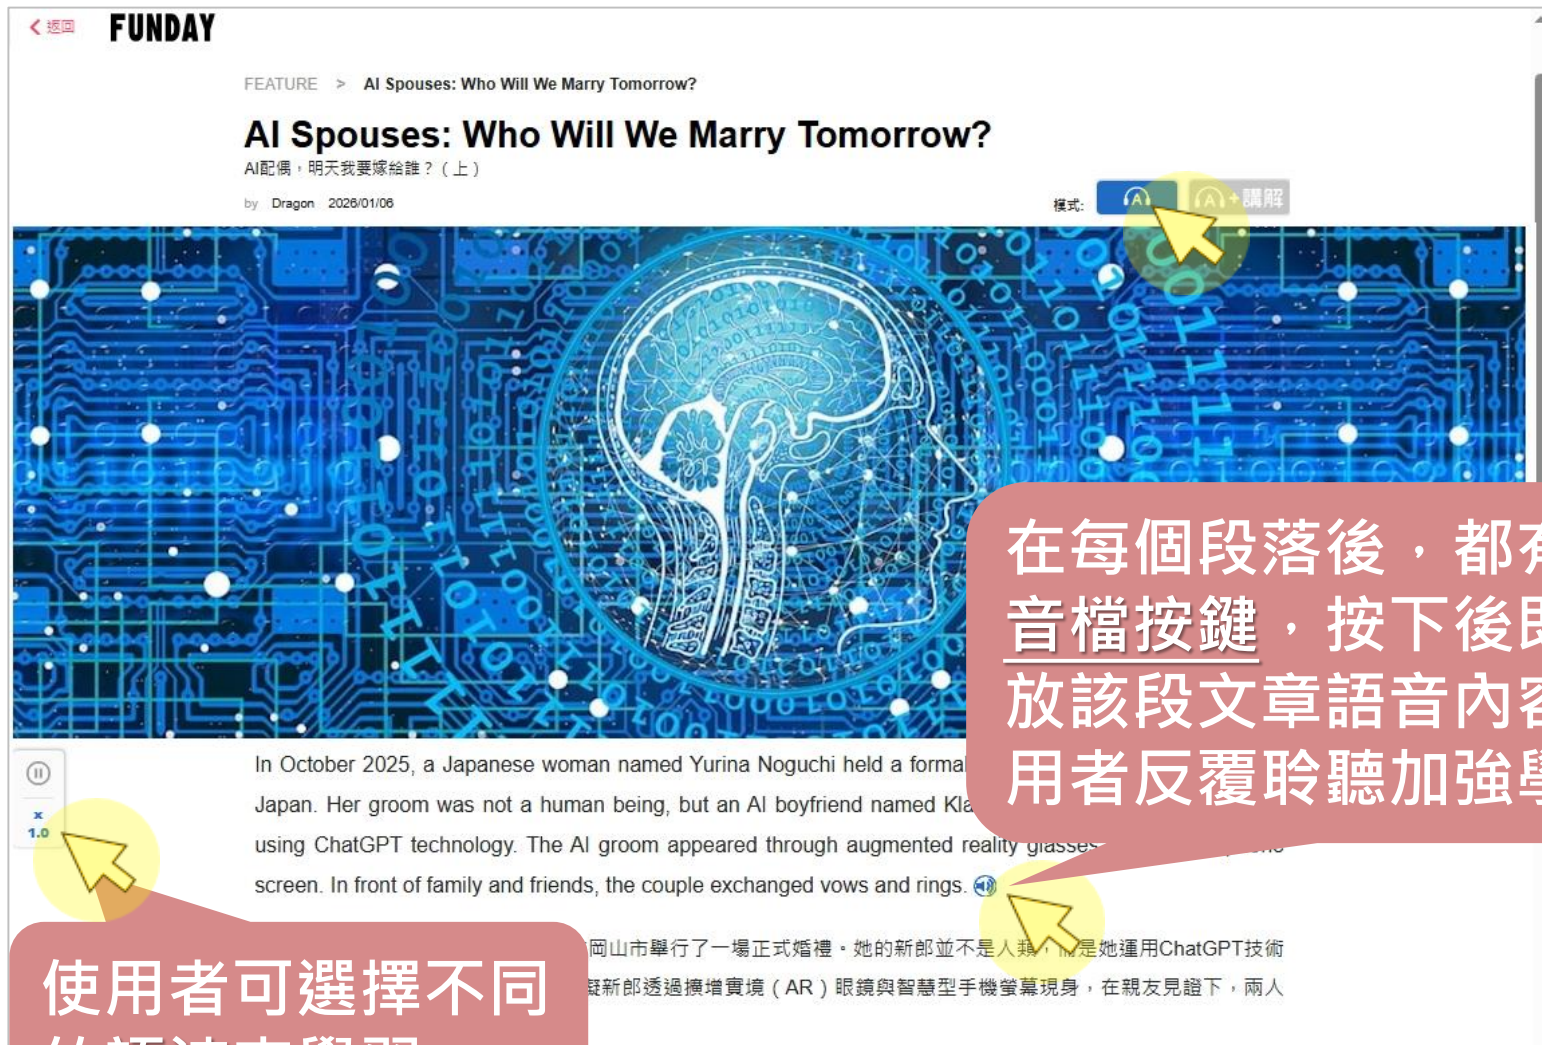 返回
FUNDAY
FEATURE > AI Spouses: Who Will We Marry Tomorrow?
AI Spouses: Who Will We Marry Tomorrow?
AI配偶，明天我要嫁給誰？（上）
by Dragon 2026/01/06
模式:
A
A+講解
在每個段落後，都有
音檔按鍵，按下後即
放該段文章語音內容
用者反覆聆聽加強學
In October 2025, a Japanese woman named Yurina Noguchi held a formal
Japan. Her groom was not a human being, but an AI boyfriend named Kla
using ChatGPT technology. The AI groom appeared through augmented reality glasses
screen. In front of family and friends, the couple exchanged vows and rings.
x
1.0
岡山市舉行了一場正式婚禮。她的新郎並不是人類，而是她運用ChatGPT技術
擬新郎透過擴增實境（AR）眼鏡與智慧型手機螢幕現身，在親友見證下，兩人
使用者可選擇不同